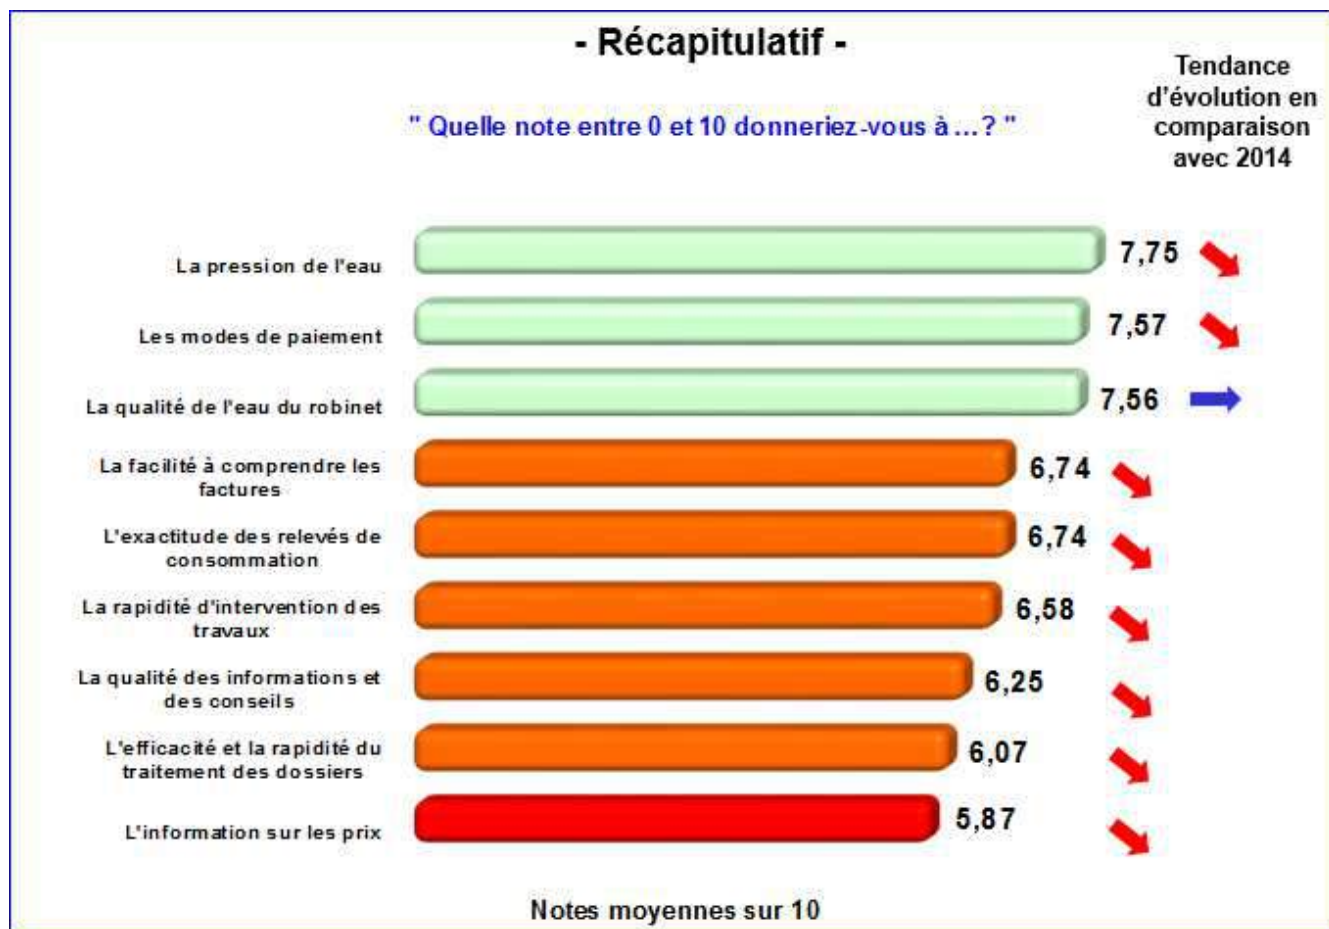 - Récapitulatif -
Tendance
d'évolution en
comparaison
avec 2014
" Quelle note entre 0 et 10 donneriez-vous à ...? "
La pression de l'eau
7,75
Les modes de paiement
7,57
La qualité de l'eau du robinet
7,56
La facilité à comprendre les
factures
6,74
L'exactitude des relevés de
consommation
6,74
La rapidité d'intervention des
travaux
6,58
La qualité des informations et
des conseils
6,25
L'efficacité et la rapidité du
traitement des dossiers
6,07
L'information sur les prix
5,87
Notes moyennes sur 10